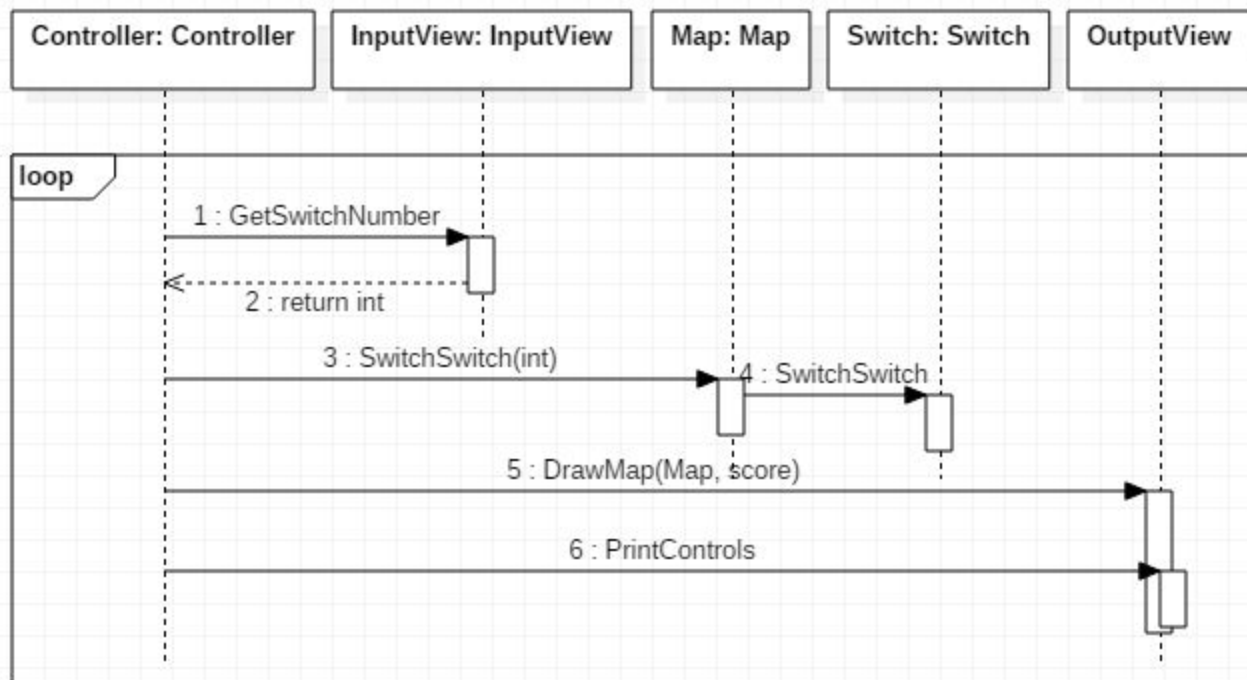 Controller: Controller
InputView: InputView
Map: Map
Switch: Switch
OutputView
loop
1 : GetSwitchNumber
2 : return int
3 : SwitchSwitch(int)
4 : SwitchSwitch
5 : DrawMap(Map, score)
6 : PrintControls